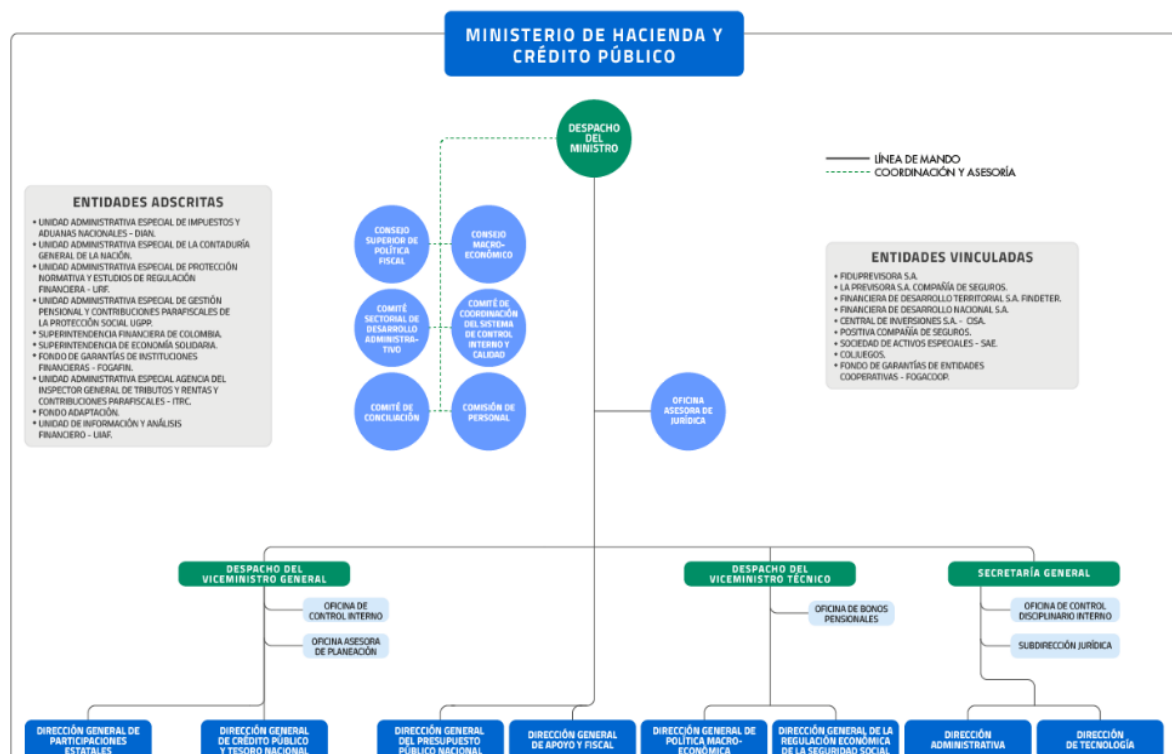 MINISTERIO DE HACIENDA Y
CRÉDITO PÚBLICO
DESPACHO
DEL
MINISTRO
LÍNEA DE MANDO
COORDINACIÓN Y ASESORÍA
ENTIDADES ADSCRITAS
• UNIDAD ADMINISTRATIVA ESPECIAL DE IMPUESTOS Y
ADUANAS NACIONALES - DIAN.
• UNIDAD ADMINISTRATIVA ESPECIAL DE LA CONTADURÍA
GENERAL DE LA NACIÓN.
• UNIDAD ADMINISTRATIVA ESPECIAL DE PROTECCIÓN
NORMATIVA Y ESTUDIOS DE REGULACIÓN
FINANCIERA - URF.
• UNIDAD ADMINISTRATIVA ESPECIAL DE GESTIÓN
PENSIONAL Y CONTRIBUCIONES PARAFISCALES DE
LA PROTECCIÓN SOCIAL UGPP.
• SUPERINTENDENCIA FINANCIERA DE COLOMBIA.
• SUPERINTENDENCIA DE ECONOMÍA SOLIDARIA.
• FONDO DE GARANTÍAS DE INSTITUCIONES
FINANCIERAS - FOGAFIN.
• UNIDAD ADMINISTRATIVA ESPECIAL AGENCIA DEL
INSPECTOR GENERAL DE TRIBUTOS Y RENTAS Y
CONTRIBUCIONES PARAFISCALES - ITRC.
• FONDO ADAPTACIÓN.
• UNIDAD DE INFORMACIÓN Y ANÁLISIS
FINANCIERO - UIAF.
CONSEJO
SUPERIOR DE
POLÍTICA
FISCAL
CONSEJO
MACRO-
ECONÓMICO
COMITÉ
SECTORIAL DE
DESARROLLO
ADMINISTRA-
TIVO
COMITÉ DE
COORDINACIÓN
DEL SISTEMA
DE CONTROL
INTERNO Y
CALIDAD
COMITÉ DE
CONCILIACIÓN
COMISIÓN DE
PERSONAL
OFICINA
ASESORA DE
JURÍDICA
ENTIDADES VINCULADAS
• FIDUPREVISORA S.A.
• LA PREVISORA S.A. COMPAÑÍA DE SEGUROS.
• FINANCIERA DE DESARROLLO TERRITORIAL S.A. FINDETER.
• FINANCIERA DE DESARROLLO NACIONAL S.A.
• CENTRAL DE INVERSIONES S.A. - CISA.
• POSITIVA COMPAÑÍA DE SEGUROS.
• SOCIEDAD DE ACTIVOS ESPECIALES - SAE.
• COLJUEGOS.
• FONDO DE GARANTÍAS DE ENTIDADES
COOPERATIVAS - FOGACOOP.
DESPACHO DEL
VICEMINISTRO GENERAL
OFICINA DE
CONTROL INTERNO
OFICINA ASESORA
DE PLANEACIÓN
DESPACHO DEL
VICEMINISTRO TÉCNICO
OFICINA DE BONOS
PENSIONALES
SECRETARÍA GENERAL
OFICINA DE CONTROL
DISCIPLINARIO INTERNO
SUBDIRECCIÓN JURÍDICA
DIRECCIÓN GENERAL DE
PARTICIPACIONES
ESTATALES
DIRECCIÓN GENERAL
DE CRÉDITO PÚBLICO
Y TESORO NACIONAL
DIRECCIÓN GENERAL
DEL PRESUPUESTO
PÚBLICO NACIONAL
DIRECCIÓN GENERAL
DE APOYO Y FISCAL
DIRECCIÓN GENERAL DE
POLÍTICA MACRO-
ECONÓMICA
DIRECCIÓN GENERAL DE LA
REGULACIÓN ECONÓMICA
DE LA SEGURIDAD SOCIAL
DIRECCIÓN
ADMINISTRATIVA
DIRECCIÓN
DE TECNOLOGÍA